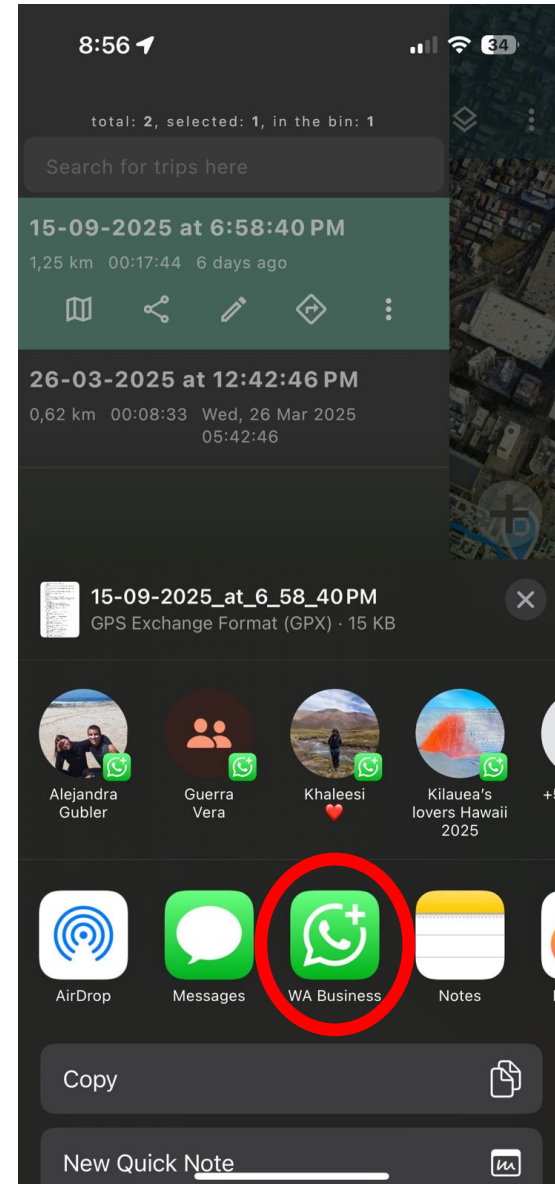 8:56
34
total: 2, selected: 1, in the bin: 1
Search for trips here
15-09-2025 at 6:58:40 PM
1,25 km 00:17:44 6 days ago
26-03-2025 at 12:42:46 PM
0,62 km 00:08:33 Wed, 26 Mar 2025
05:42:46
15-09-2025_at_6_58_40 PM
GPS Exchange Format (GPX) · 15 KB
Alejandra
Gubler
Guerra
Vera
Khaleesi
❤️
Kilauea's
lovers Hawaii
2025
AirDrop
Messages
WA Business
Notes
Copy
New Quick Note